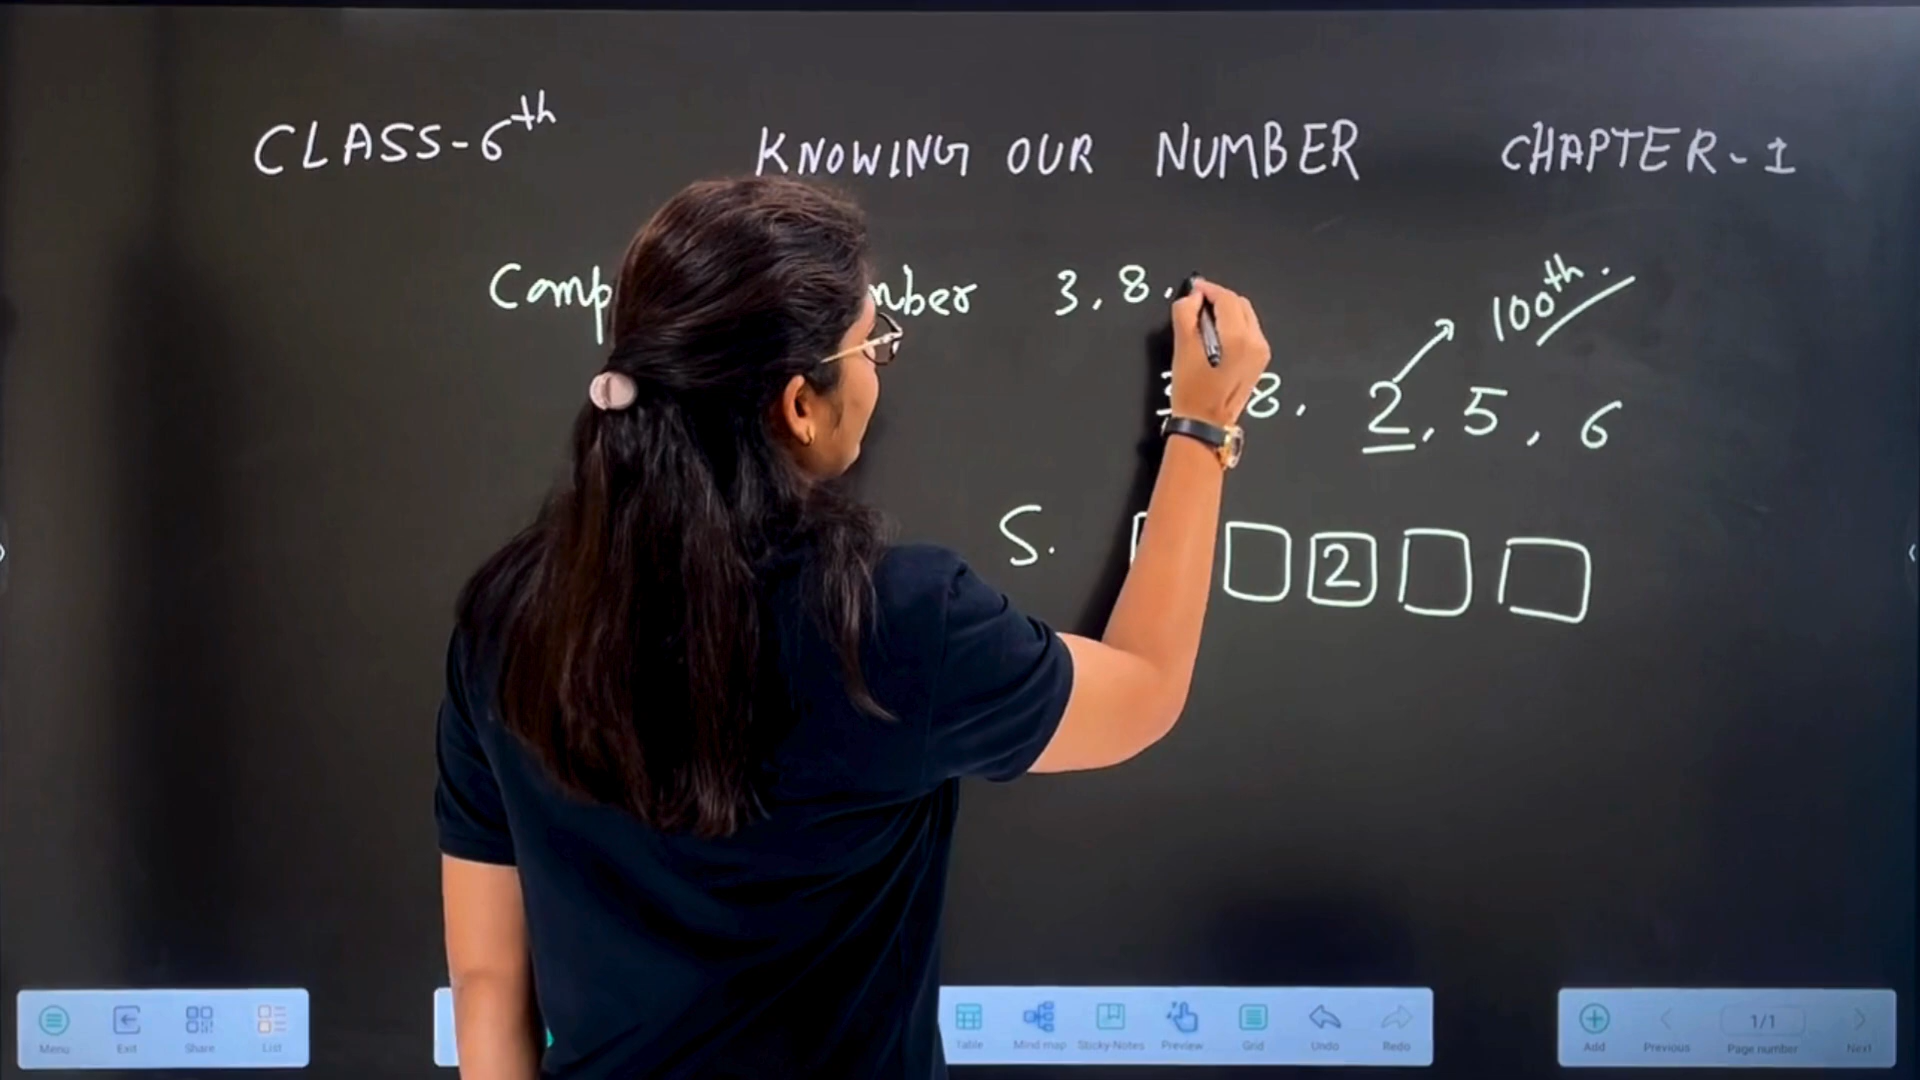 CLASS-6th KNOWING OUR NUMBER CHAPTER-1
3, 8,
100th.
8, 2, 5, 6
S. 2
Menu Exit Share List Table Mind map Sticky-Notes Preview Grid Undo Redo Add Previous 1/1 Page number Next